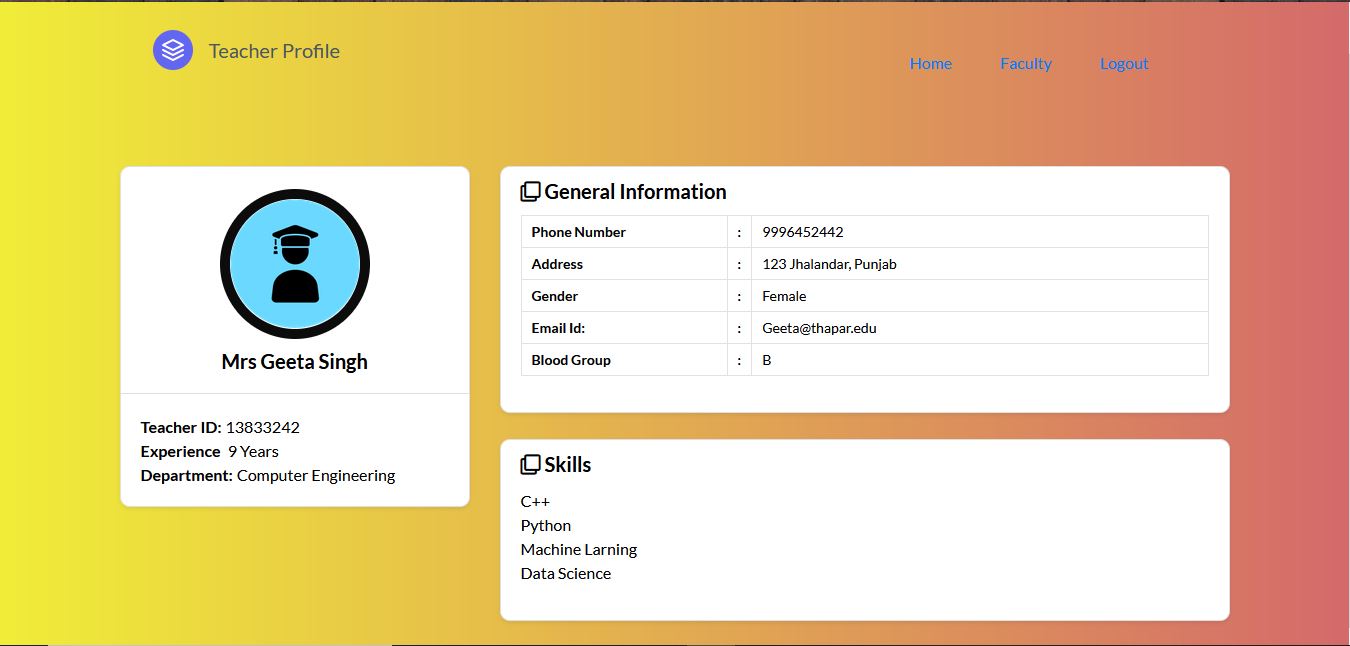 Teacher Profile
Home Faculty Logout
Mrs Geeta Singh
Teacher ID: 13833242
Experience 9 Years
Department: Computer Engineering
General Information
Phone Number : 9996452442
Address : 123 Jhalandar, Punjab
Gender : Female
Email Id: : Geeta@thapar.edu
Blood Group : B
Skills
C++
Python
Machine Larning
Data Science